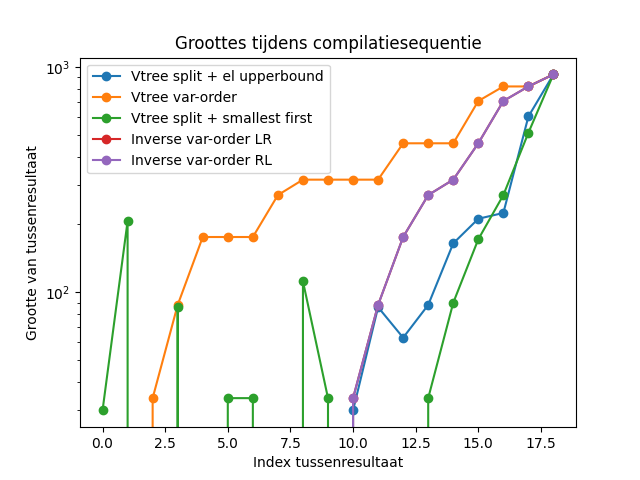 Groottes tijdens compilatiesequentie
Grootte van tussenresultaat
10³
10²
Vtree split + el upperbound
Vtree var-order
Vtree split + smallest first
Inverse var-order LR
Inverse var-order RL
0.0 2.5 5.0 7.5 10.0 12.5 15.0 17.5
Index tussenresultaat